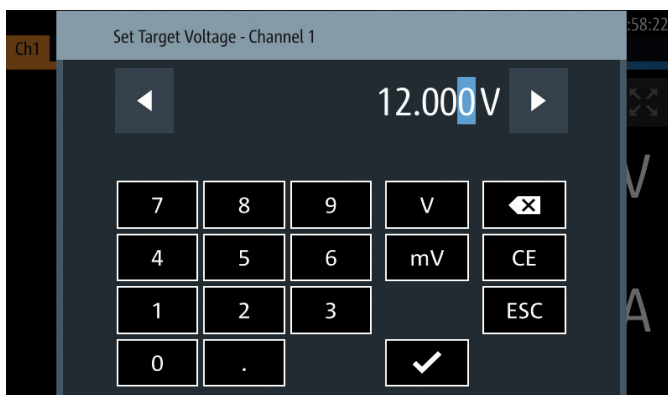 :58:22
Ch1
Set Target Voltage - Channel 1
12.000 V
7 8 9 V
4 5 6 mV CE
1 2 3 ESC
0 .
V
A